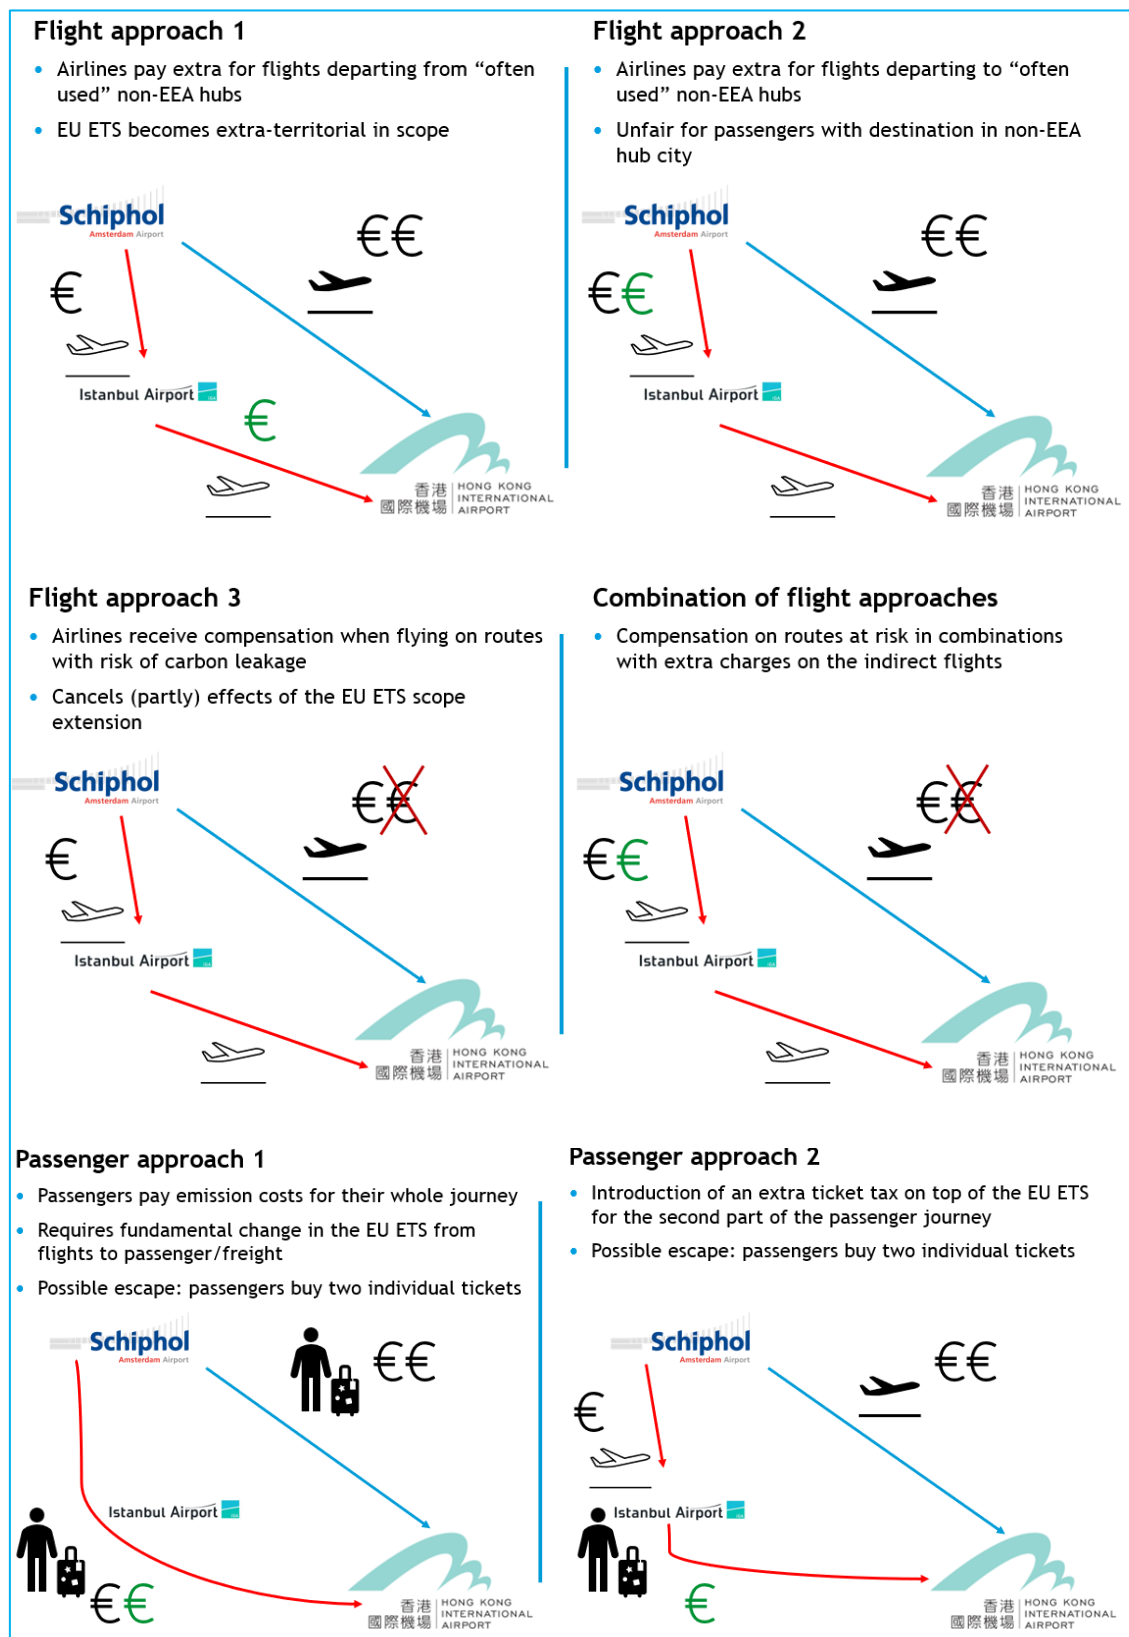 Flight approach 1
• Airlines pay extra for flights departing from “often
used” non-EEA hubs
• EU ETS becomes extra-territorial in scope
Schiphol
Amsterdam Airport
€€
€
Istanbul Airport
IGA
€
香港
國際機場
HONG KONG
INTERNATIONAL
AIRPORT
Flight approach 2
• Airlines pay extra for flights departing to “often
used” non-EEA hubs
• Unfair for passengers with destination in non-EEA
hub city
Schiphol
Amsterdam Airport
€€
€€
Istanbul Airport
IGA
香港
國際機場
HONG KONG
INTERNATIONAL
AIRPORT
Flight approach 3
• Airlines receive compensation when flying on routes
with risk of carbon leakage
• Cancels (partly) effects of the EU ETS scope
extension
Schiphol
Amsterdam Airport
€€
€
Istanbul Airport
IGA
香港
國際機場
HONG KONG
INTERNATIONAL
AIRPORT
Combination of flight approaches
• Compensation on routes at risk in combinations
with extra charges on the indirect flights
Schiphol
Amsterdam Airport
€€
€€
Istanbul Airport
IGA
香港
國際機場
HONG KONG
INTERNATIONAL
AIRPORT
Passenger approach 1
• Passengers pay emission costs for their whole journey
• Requires fundamental change in the EU ETS from
flights to passenger/freight
• Possible escape: passengers buy two individual tickets
Schiphol
Amsterdam Airport
€€
Istanbul Airport
IGA
€€
香港
國際機場
HONG KONG
INTERNATIONAL
AIRPORT
Passenger approach 2
• Introduction of an extra ticket tax on top of the EU ETS
for the second part of the passenger journey
• Possible escape: passengers buy two individual tickets
Schiphol
Amsterdam Airport
€€
€
Istanbul Airport
IGA
€
香港
國際機場
HONG KONG
INTERNATIONAL
AIRPORT